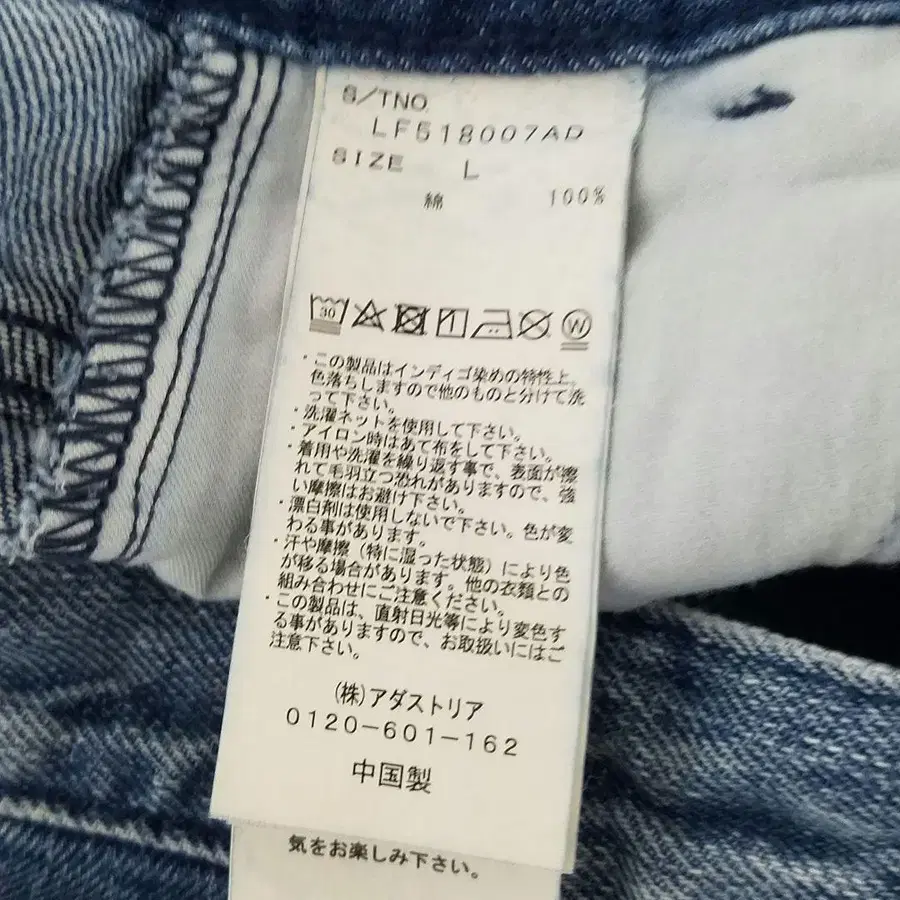 S/TNO
LF518007AD
SIZE L
綿 100%
30
W
・この製品はインディゴ染めの特性上、
色落ちしますので他のものと分けて洗
って下さい。
・洗濯ネットを使用して下さい。
・アイロン時はあて布をして下さい。
・着用や洗濯を繰り返す事で、表面が擦
れて毛羽立つ恐れがありますので、強
い摩擦はお避け下さい。
・漂白剤は使用しないで下さい。色が変
わる事があります。
・汗や摩擦（特に湿った状態）により色
が移る場合があります。他の衣類との
組み合わせにご注意ください。
・この製品は、直射日光等により変色す
る事がありますので、お取扱いにはご
注意下さい。
(株)アダストリア
0120-601-162
中国製
気をお楽しみ下さい。